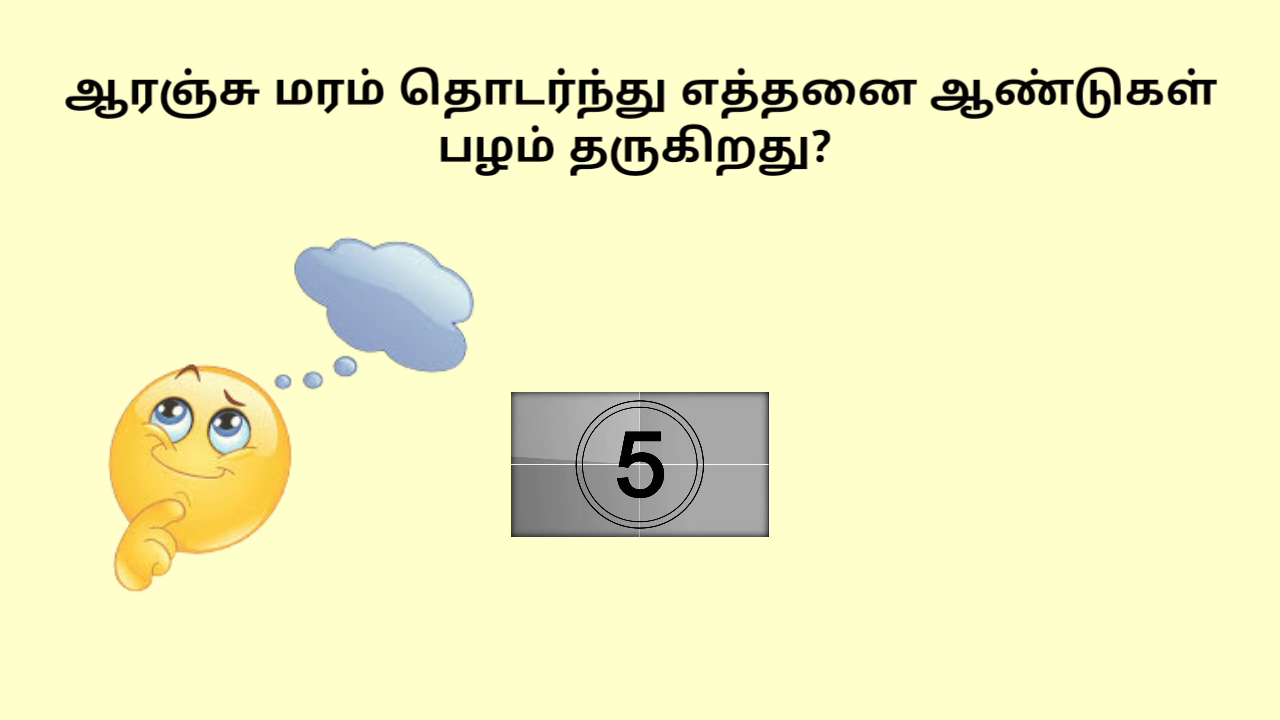 ஆரஞ்சு மரம் தொடர்ந்து எத்தனை ஆண்டுகள்
பழம் தருகிறது?
5